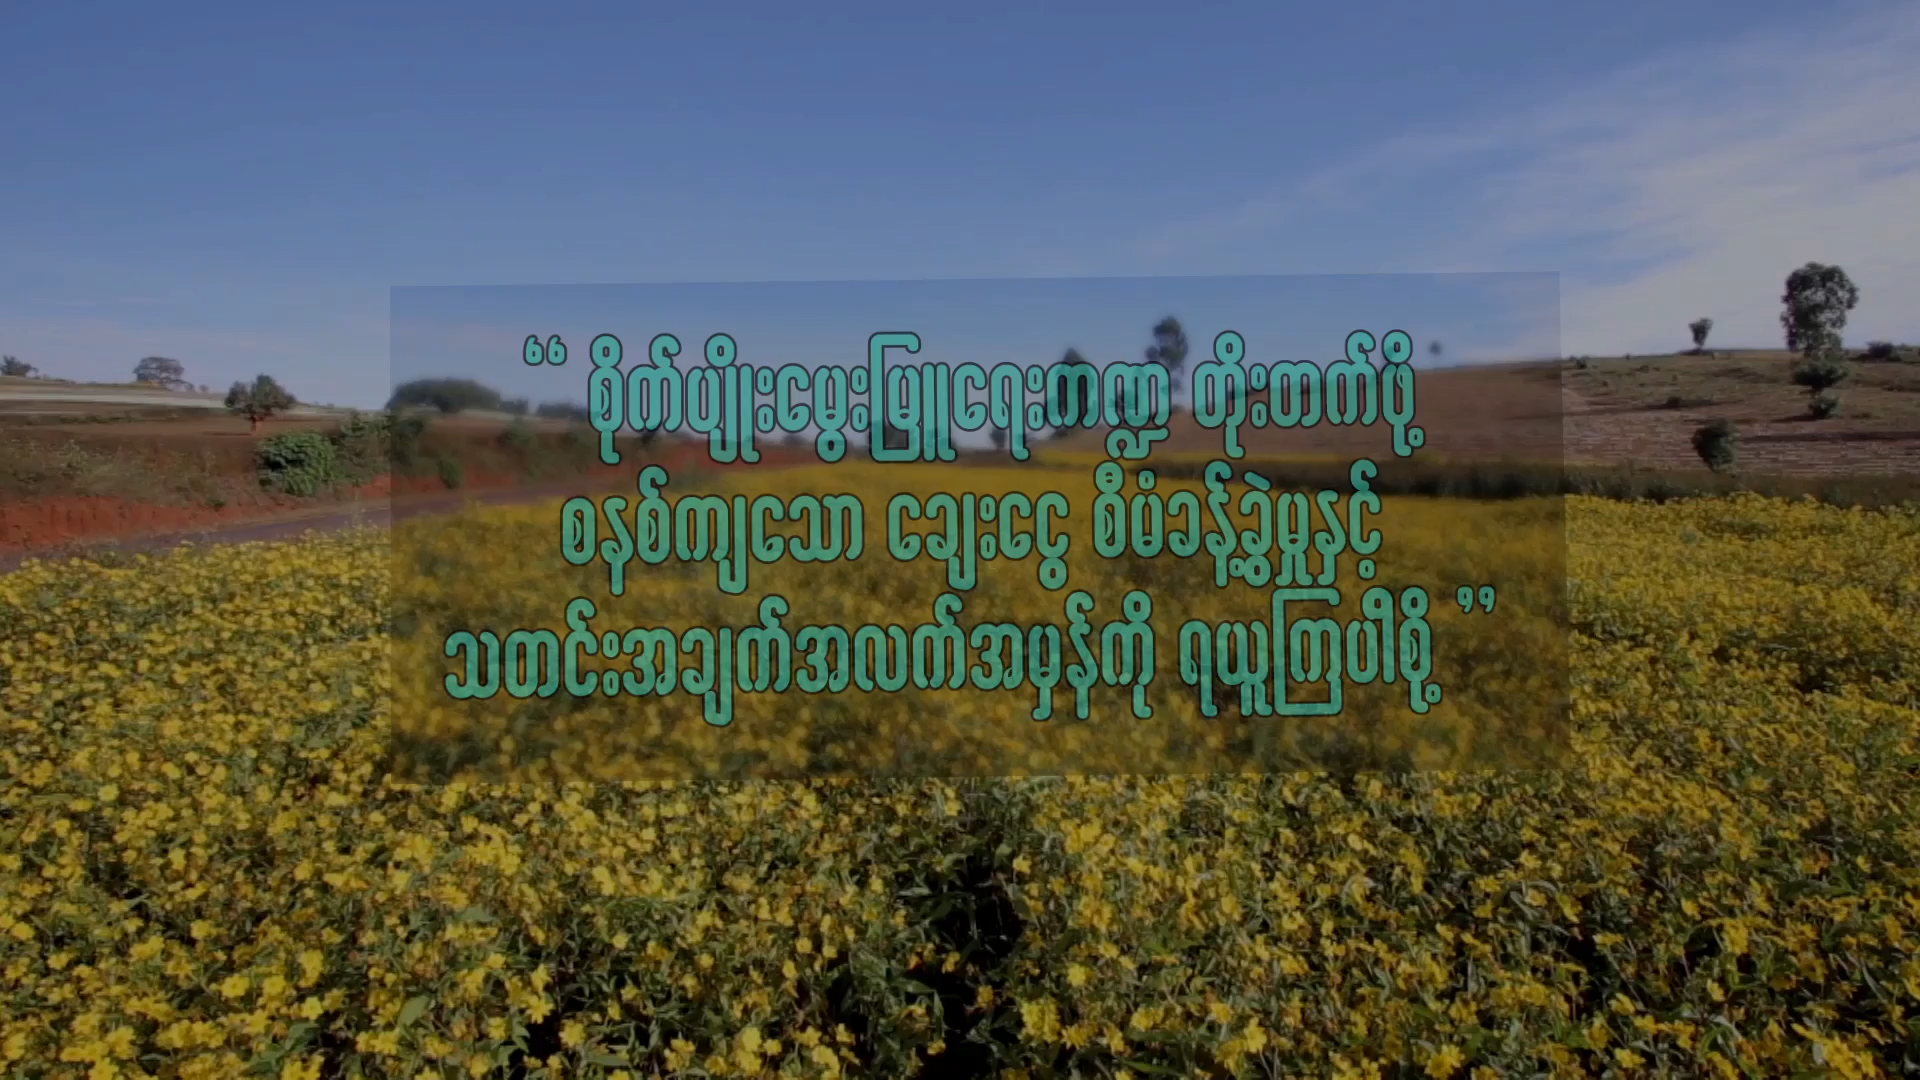 “ စိုက်ပျိုးမွေးမြူရေးကဏ္ဍ တိုးတက်ဖို့
စနစ်ကျသော ချေးငွေ စီမံခန့်ခွဲမှုနှင့်
သတင်းအချက်အလက်အမှန်ကို ရယူကြပါစို့ ”